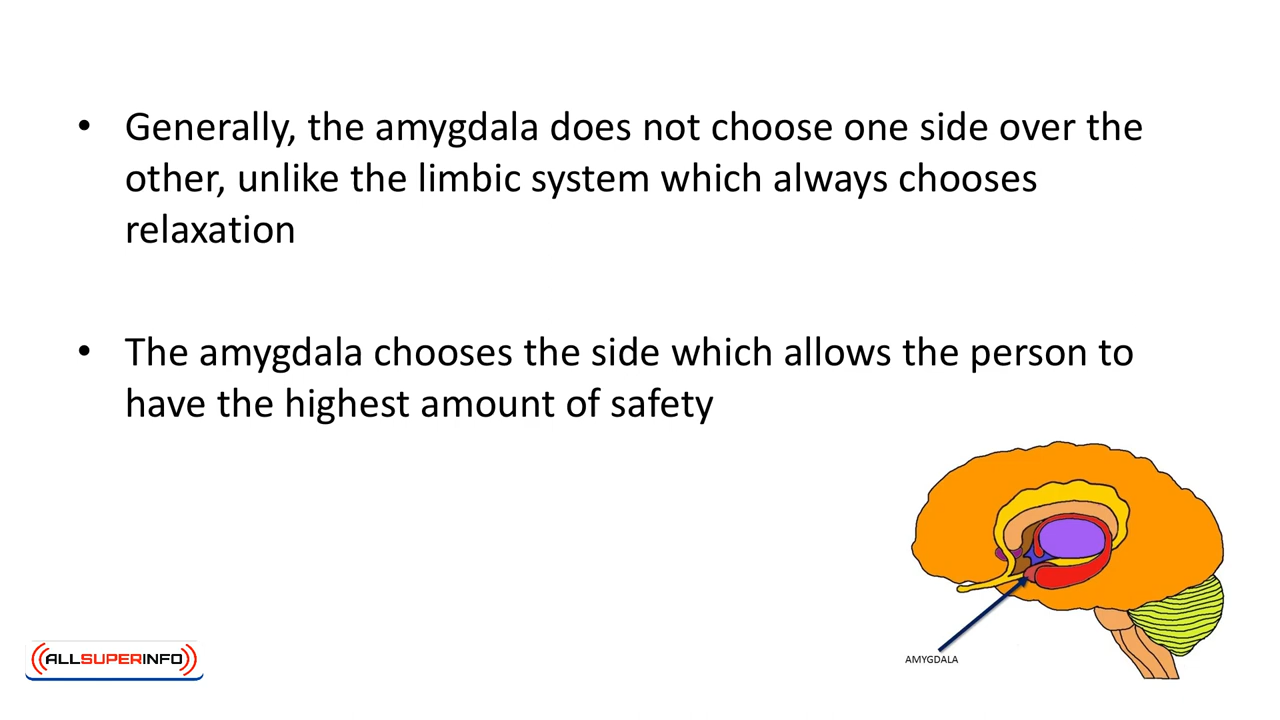 • Generally, the amygdala does not choose one side over the
other, unlike the limbic system which always chooses
relaxation
• The amygdala chooses the side which allows the person to
have the highest amount of safety
AMYGDALA
ALLSUPERINFO